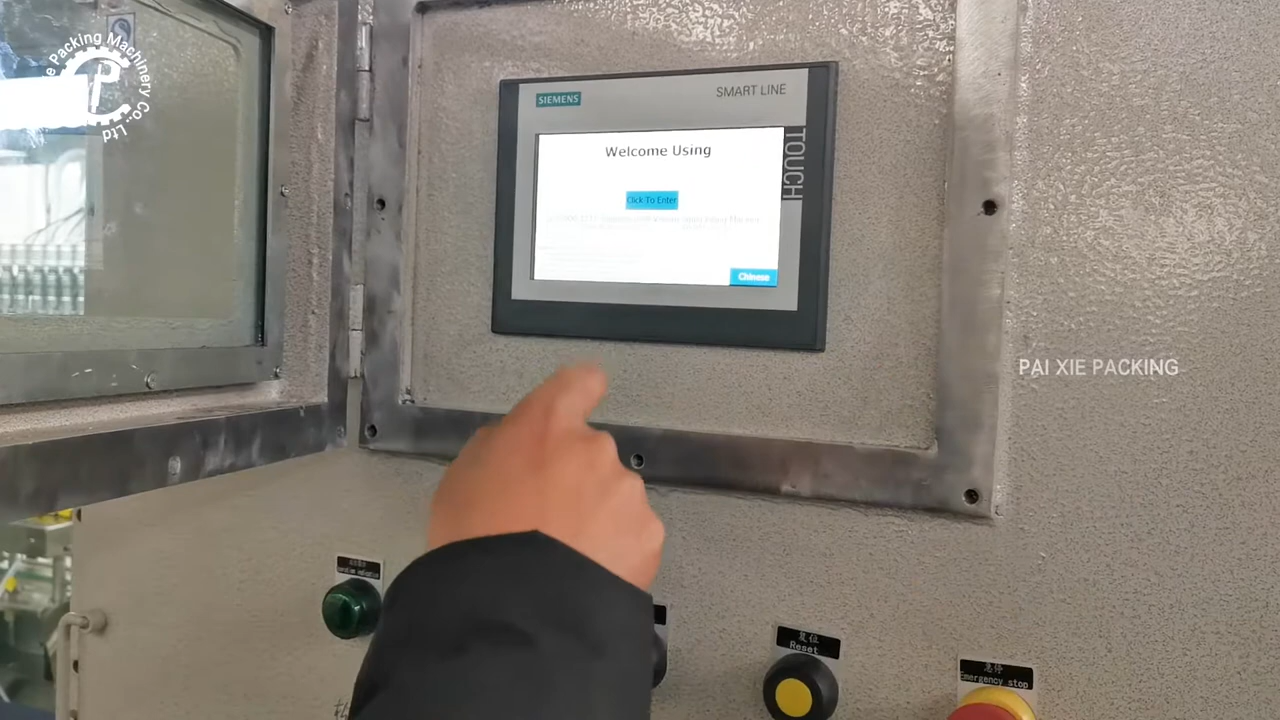 e Packing Machinery Co., Ltd
SIEMENS
SMART LINE
TOUCH
Welcome Using
Click To Enter
Chinese
PAI XIE PACKING
复位
Reset
急停
Emergency stop